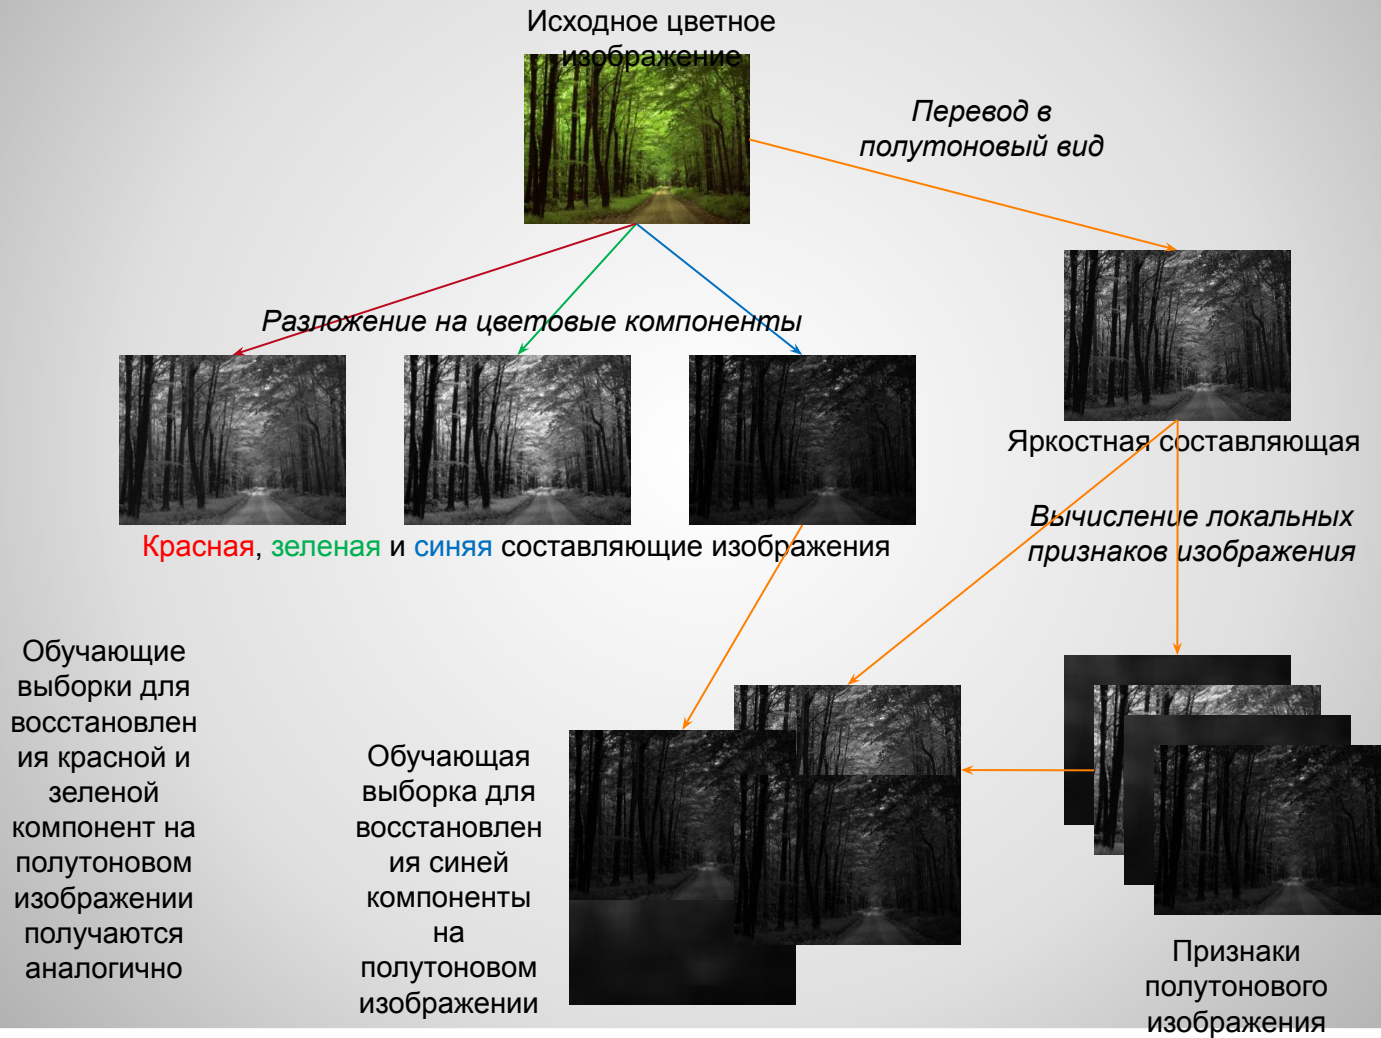 Исходное цветное
изображение
Перевод в
полутоновый вид
Разложение на цветовые компоненты
Яркостная составляющая
Красная, зеленая и синяя составляющие изображения
Вычисление локальных
признаков изображения
Обучающие
выборки для
восстановлен
ия красной и
зеленой
компонент на
полутоновом
изображении
получаются
аналогично
Обучающая
выборка для
восстановлен
ия синей
компоненты
на
полутоновом
изображении
Признаки
полутонового
изображения